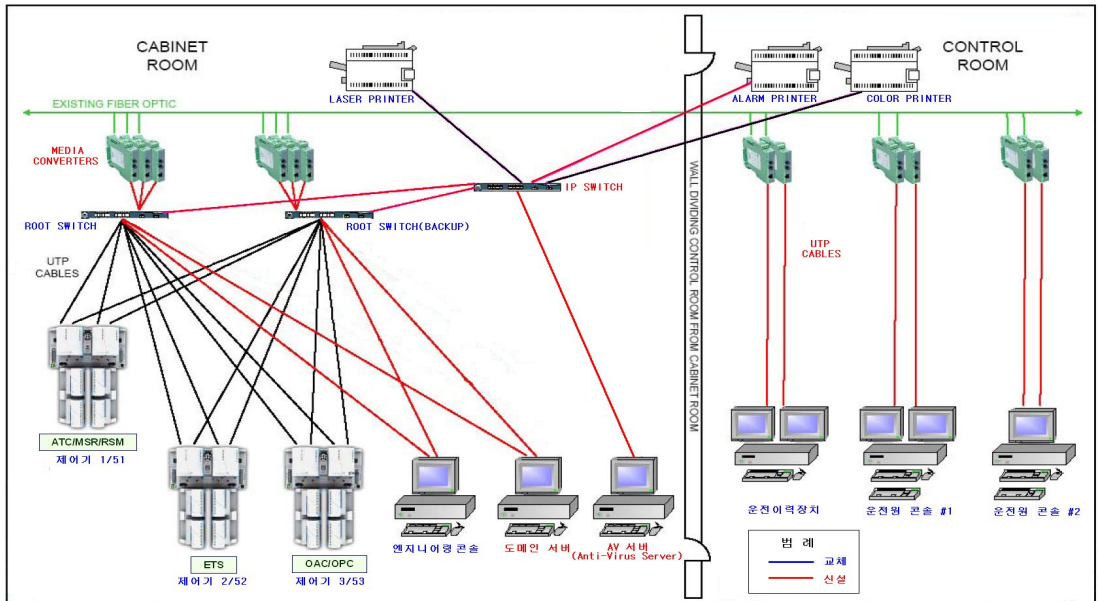 CABINET
ROOM
CONTROL
ROOM
LASER PRINTER
ALARM PRINTER
COLOR PRINTER
EXISTING FIBER OPTIC
MEDIA
CONVERTERS
IP SWITCH
ROOT SWITCH
ROOT SWITCH(BACKUP)
UTP
CABLES
UTP
CABLES
WALL DIVIDING CONTROL ROOM FROM CABINET ROOM
ATC/MSR/RSM
제어기 1/51
ETS
제어기 2/52
OAC/OPC
제어기 3/53
엔지니어링콘솔
도메인 서버
AV 서버
(Anti-Virus Server)
운전이력장치
운전원 콘솔 #1
운전원 콘솔 #2
범 례
교체
신설